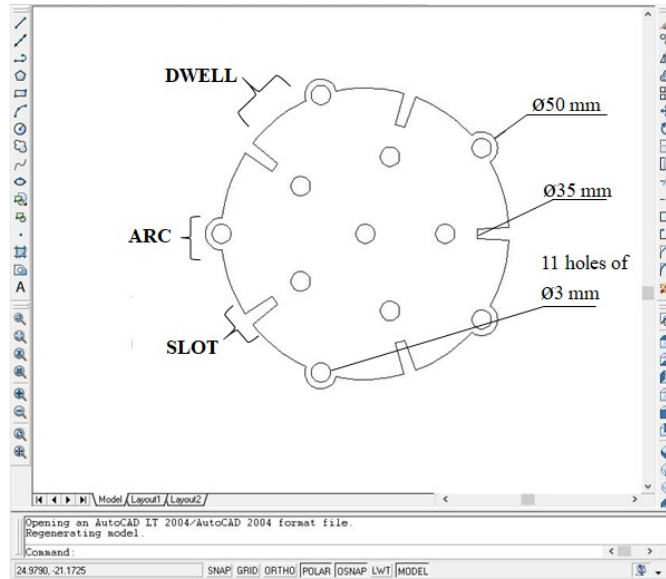 DWELL
Ø50 mm
Ø35 mm
ARC
11 holes of
Ø3 mm
SLOT
A
Model Layout1 Layout2
Opening an AutoCAD LT 2004/AutoCAD 2004 format file.
Regenerating model.
Command:
24.9790, -21.1725 SNAP GRID ORTHO POLAR OSNAP LWT MODEL